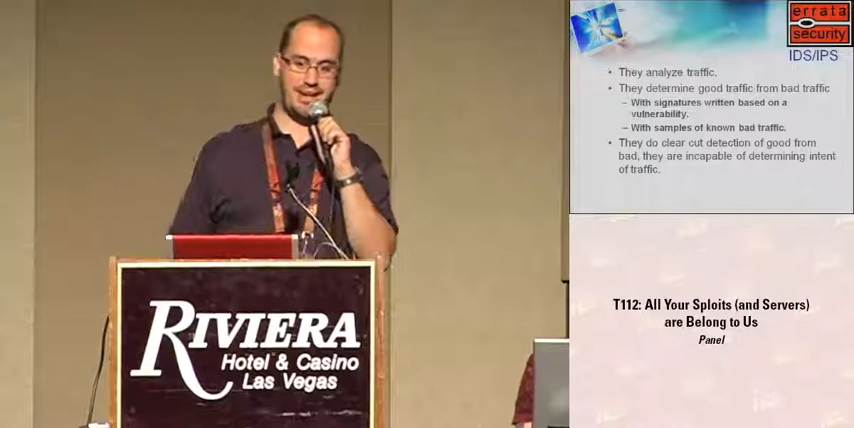 RIVIERA
Hotel & Casino
Las Vegas
errata
security
IDS/IPS
• They analyze traffic.
• They determine good traffic from bad traffic
– With signatures written based on a
vulnerability.
– With samples of known bad traffic.
• They do clear cut detection of good from
bad, they are incapable of determining intent
of traffic.
T112: All Your Sploits (and Servers)
are Belong to Us
Panel